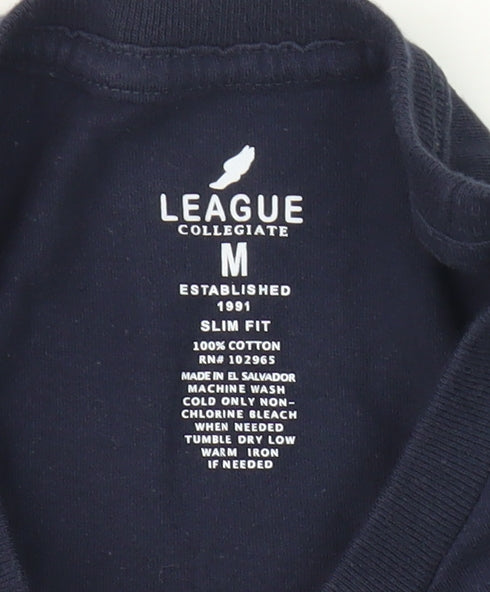 LEAGUE
COLLEGIATE
M
ESTABLISHED
1991
SLIM FIT
100% COTTON
RN# 102965
MADE IN EL SALVADOR
MACHINE WASH
COLD ONLY NON-
CHLORINE BLEACH
WHEN NEEDED
TUMBLE DRY LOW
WARM IRON
IF NEEDED